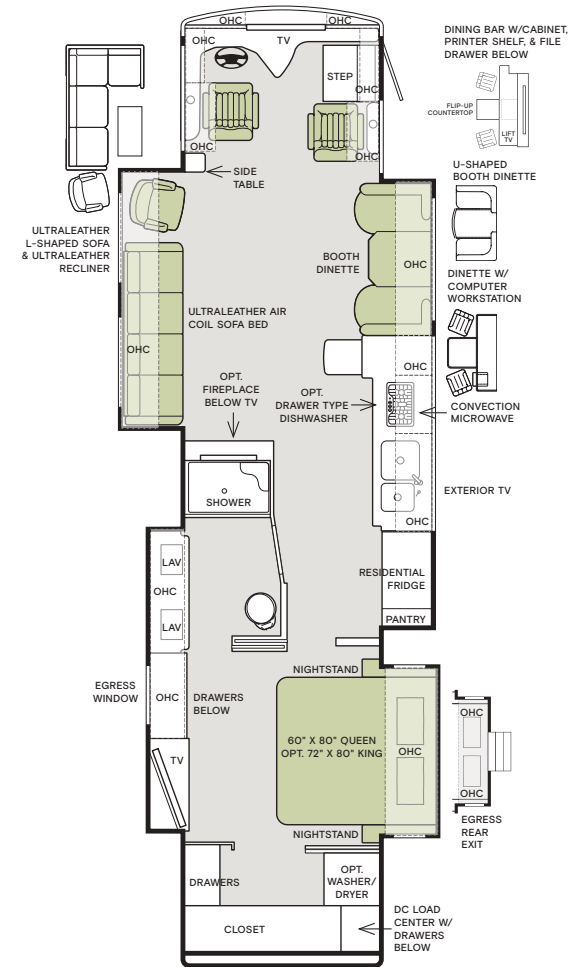 OHC
OHC
OHC
TV
STEP
OHC
OHC
OHC
SIDE
TABLE
DINING BAR W/CABINET,
PRINTER SHELF, & FILE
DRAWER BELOW
FLIP-UP
COUNTERTOP
LIFT
TV
U-SHAPED
BOOTH DINETTE
ULTRALEATHER
L-SHAPED SOFA
& ULTRALEATHER
RECLINER
BOOTH
DINETTE
OHC
DINETTE W/
COMPUTER
WORKSTATION
ULTRALEATHER AIR
COIL SOFA BED
OHC
OHC
OPT.
FIREPLACE
BELOW TV
OPT.
DRAWER TYPE
DISHWASHER
CONVECTION
MICROWAVE
SHOWER
EXTERIOR TV
OHC
LAV
OHC
LAV
RESIDENTIAL
FRIDGE
PANTRY
EGRESS
WINDOW
OHC
DRAWERS
BELOW
NIGHTSTAND
60" X 80" QUEEN
OPT. 72" X 80" KING
OHC
OHC
OHC
TV
NIGHTSTAND
EGRESS
REAR
EXIT
DRAWERS
OPT.
WASHER/
DRYER
CLOSET
DC LOAD
CENTER W/
DRAWERS
BELOW